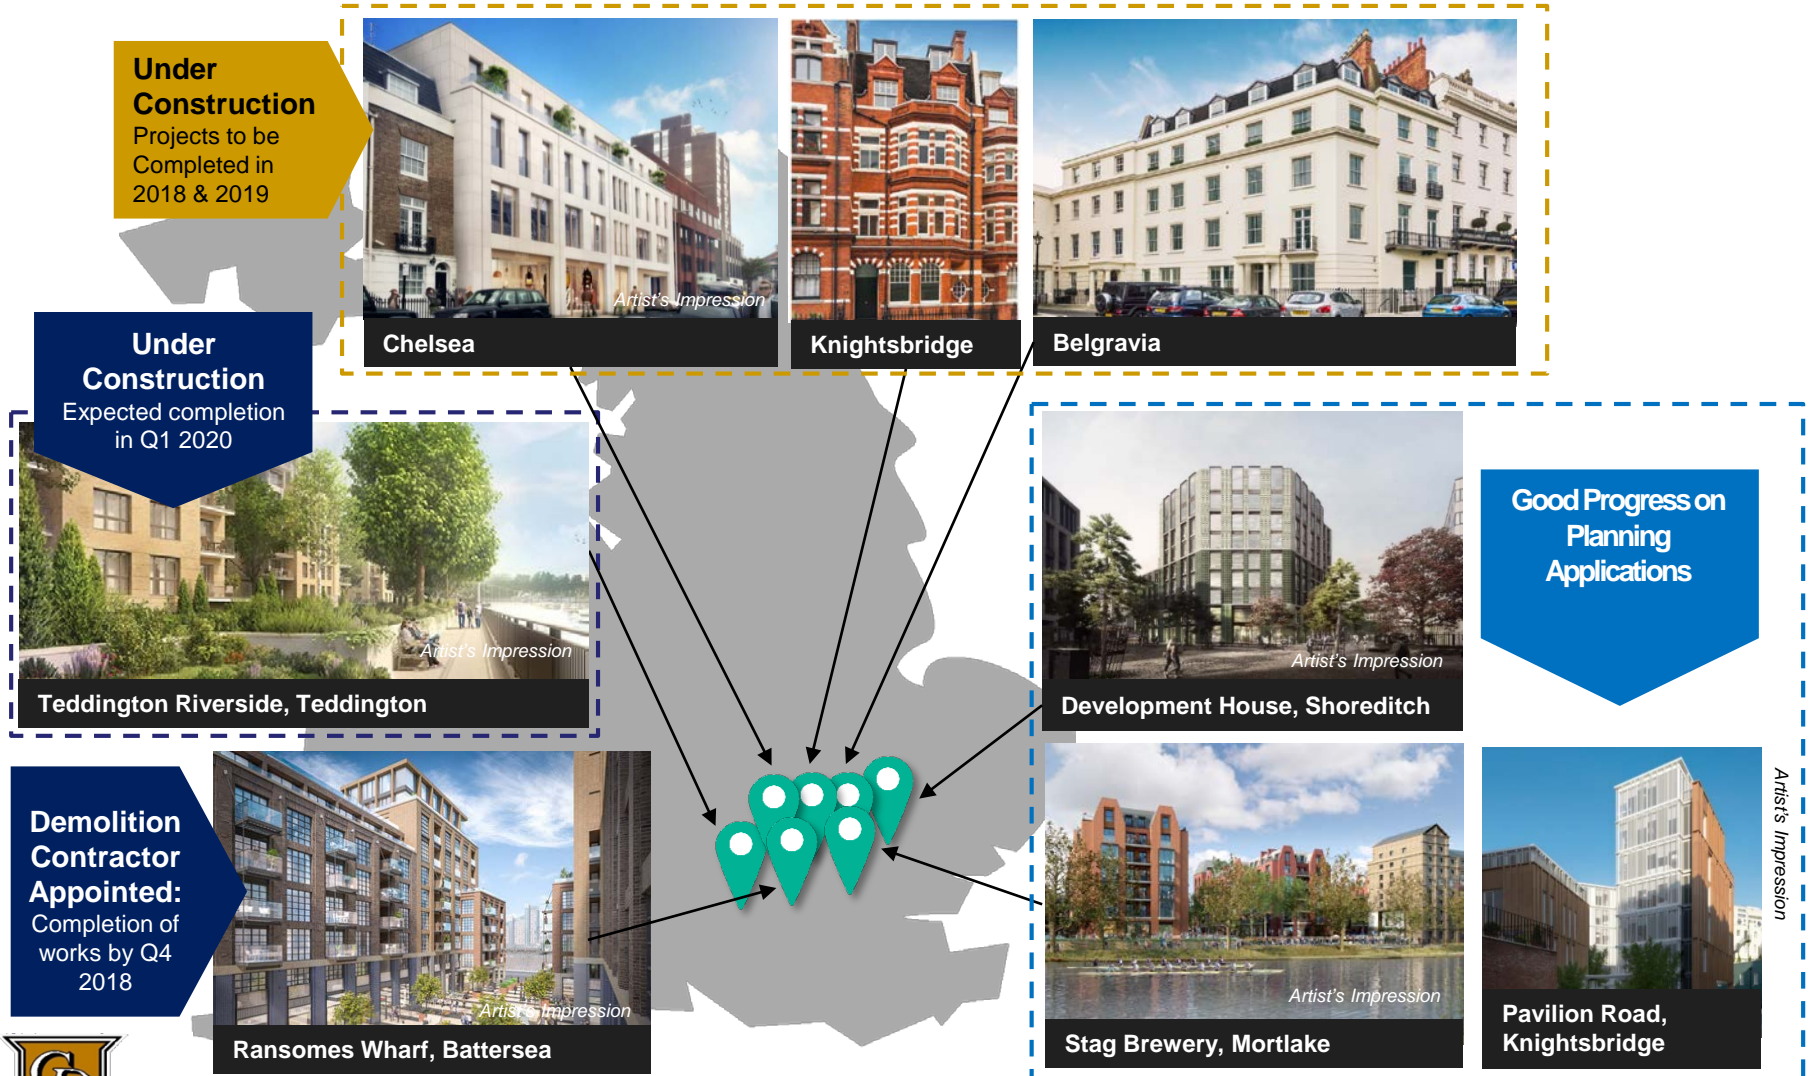 Under
Construction
Projects to be
Completed in
2018 & 2019
Artist's Impression
Chelsea
Knightsbridge
Belgravia
Under
Construction
Expected completion
in Q1 2020
Artist's Impression
Teddington Riverside, Teddington
Artist's Impression
Development House, Shoreditch
Good Progress on
Planning
Applications
Demolition
Contractor
Appointed:
Completion of
works by Q4
2018
Artist's Impression
Ransomes Wharf, Battersea
Artist's Impression
Stag Brewery, Mortlake
Artist's Impression
Pavilion Road,
Knightsbridge